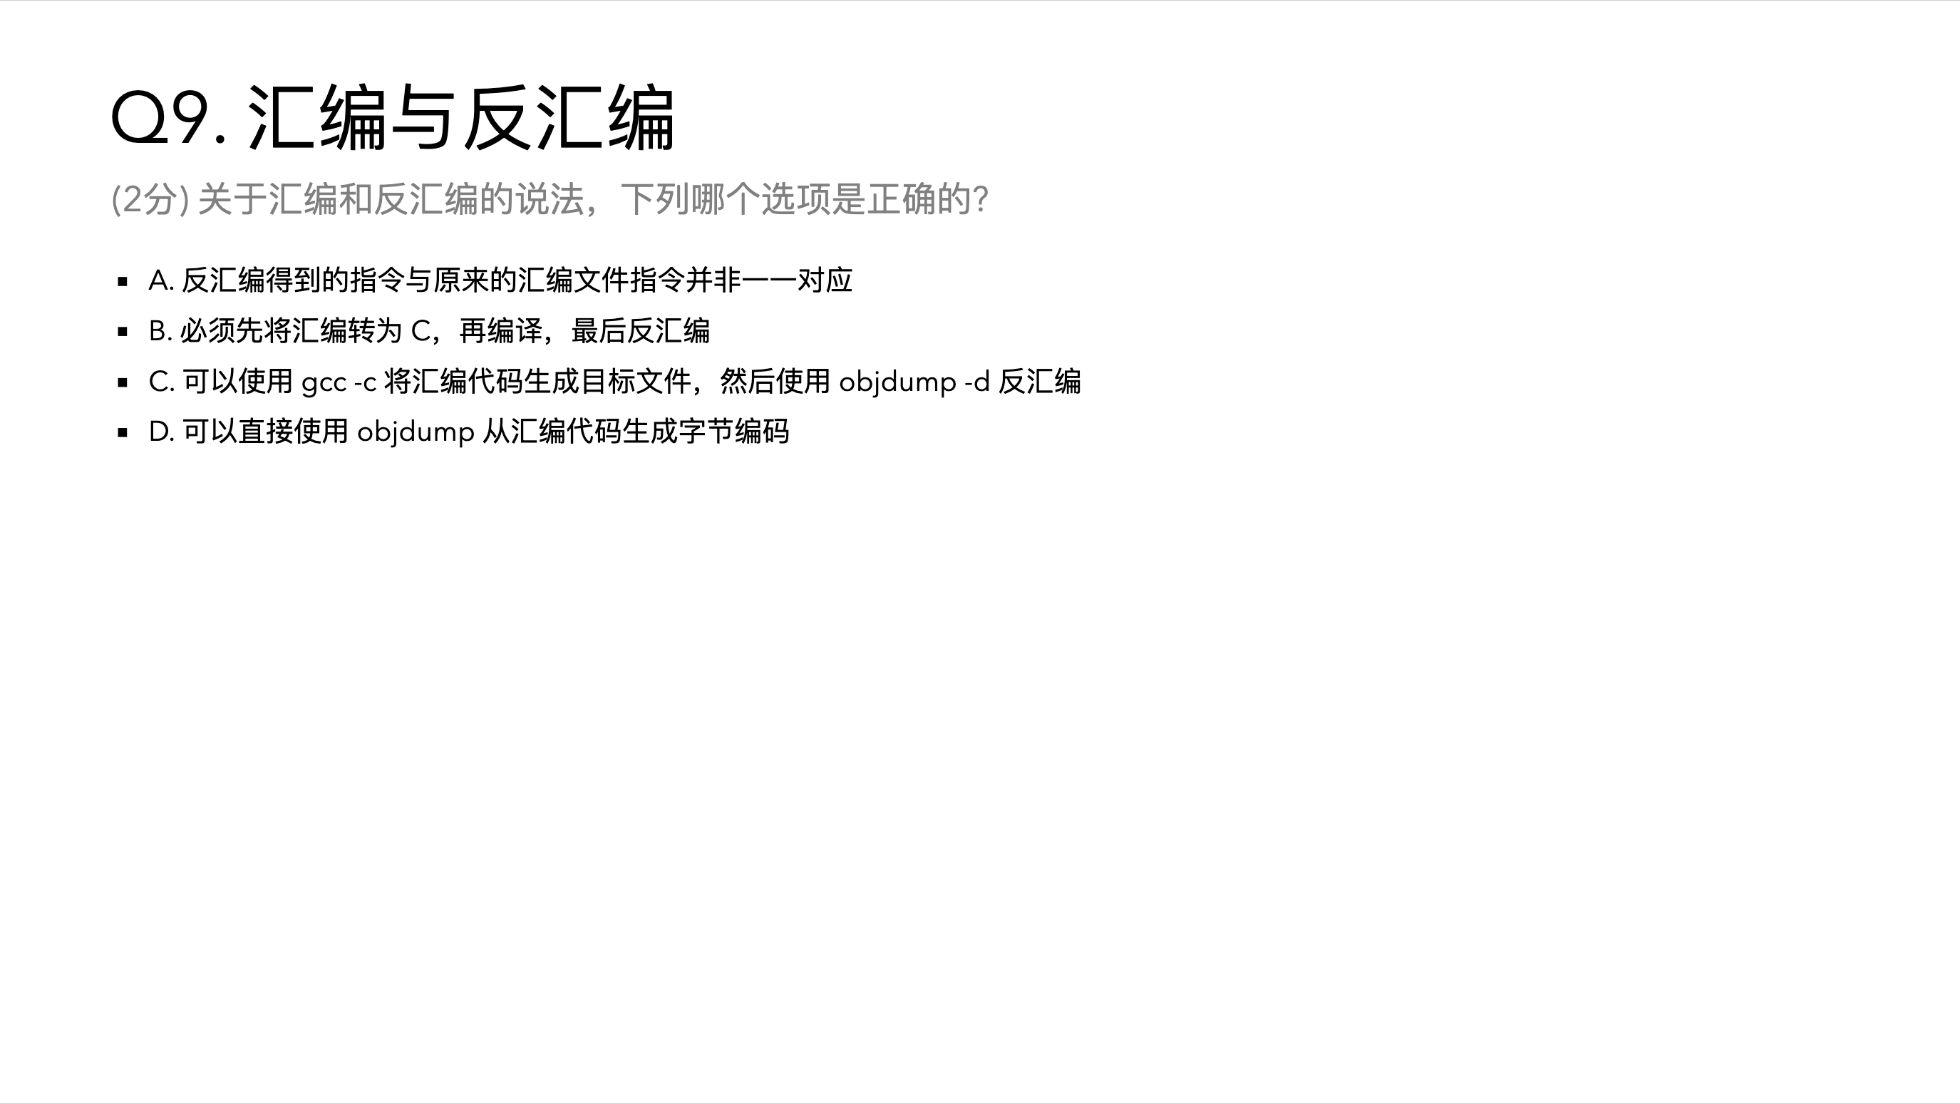 Q9. 汇编与反汇编
(2分) 关于汇编和反汇编的说法，下列哪个选项是正确的？
▪ A. 反汇编得到的指令与原来的汇编文件指令并非一一对应
▪ B. 必须先将汇编转为 C，再编译，最后反汇编
▪ C. 可以使用 gcc -c 将汇编代码生成目标文件，然后使用 objdump -d 反汇编
▪ D. 可以直接使用 objdump 从汇编代码生成字节编码